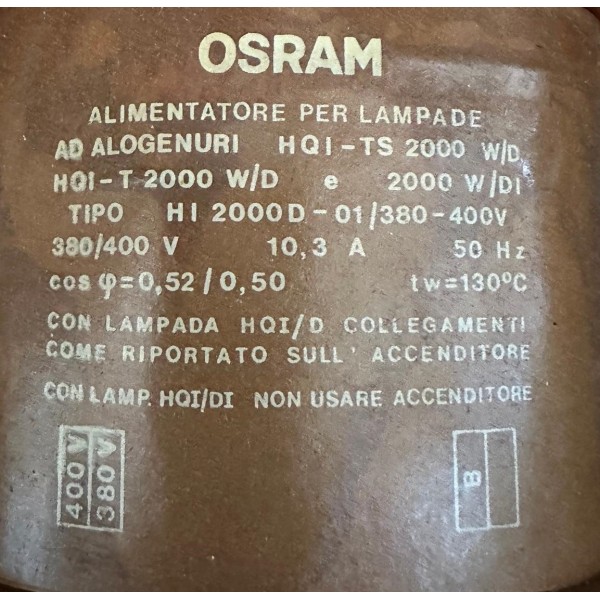 OSRAM
ALIMENTATORE PER LAMPADE
AD ALOGENURI HQI-TS 2000 W/D,
HQI-T 2000 W/D e 2000 W/DI
TIPO HI 2000D-01/380-400V
380/400 V 10,3 A 50 Hz
cos φ=0,52/0,50 tw=130°C
CON LAMPADA HQI/D COLLEGAMENTI
COME RIPORTATO SULL' ACCENDITORE
CON LAMP. HQI/DI NON USARE ACCENDITORE
400V
380V
B